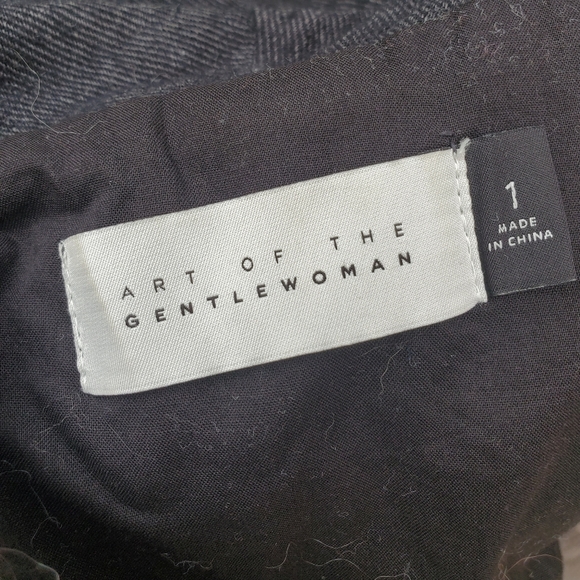 ART OF THE
GENTLEWOMAN
1
MADE
IN CHINA